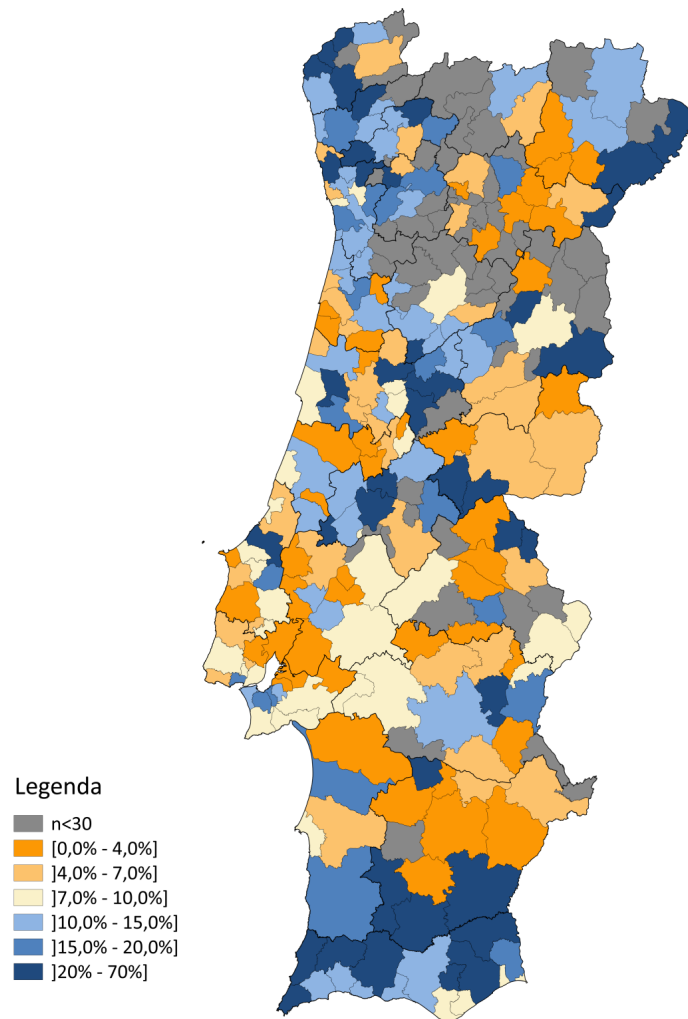 Legenda
n<30
[0,0% - 4,0%]
]4,0% - 7,0%]
]7,0% - 10,0%]
]10,0% - 15,0%]
]15,0% - 20,0%]
]20% - 70%]